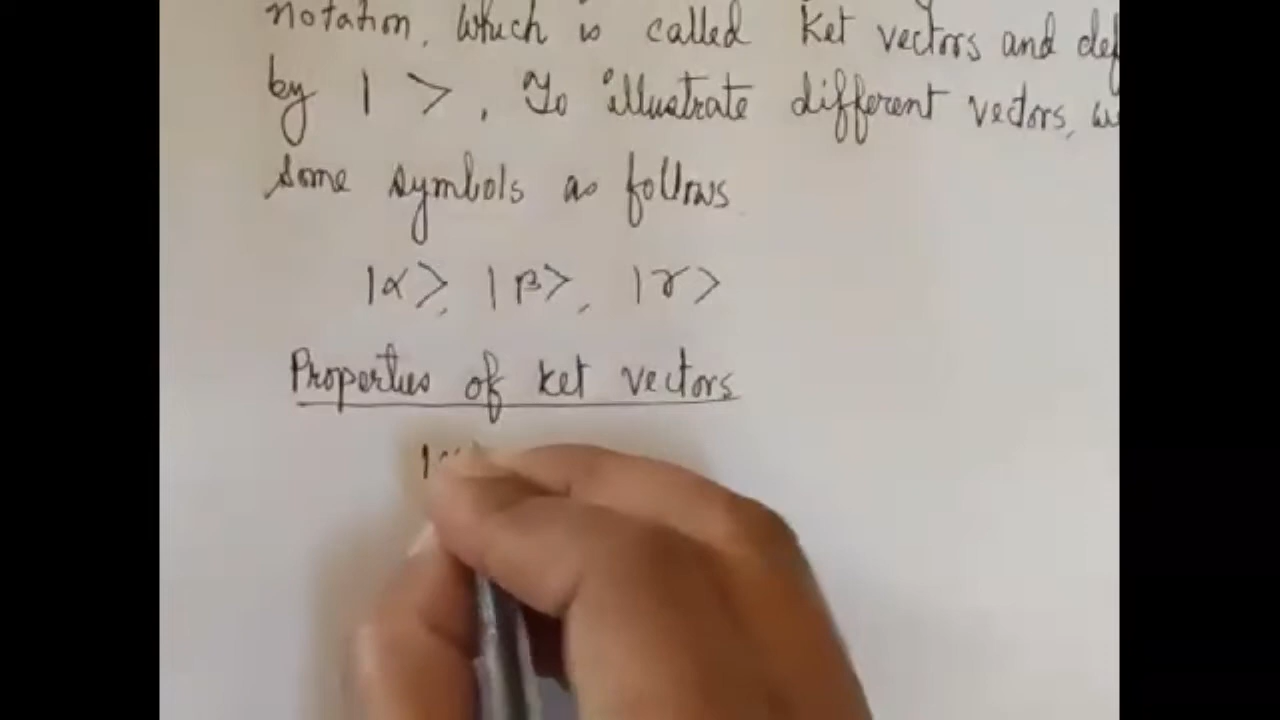 notation, which is called ket vectors and def
by | >. To illustrate different vectors, w
some symbols as follows
|α>, |β>, |γ>
Properties of ket vectors
|α